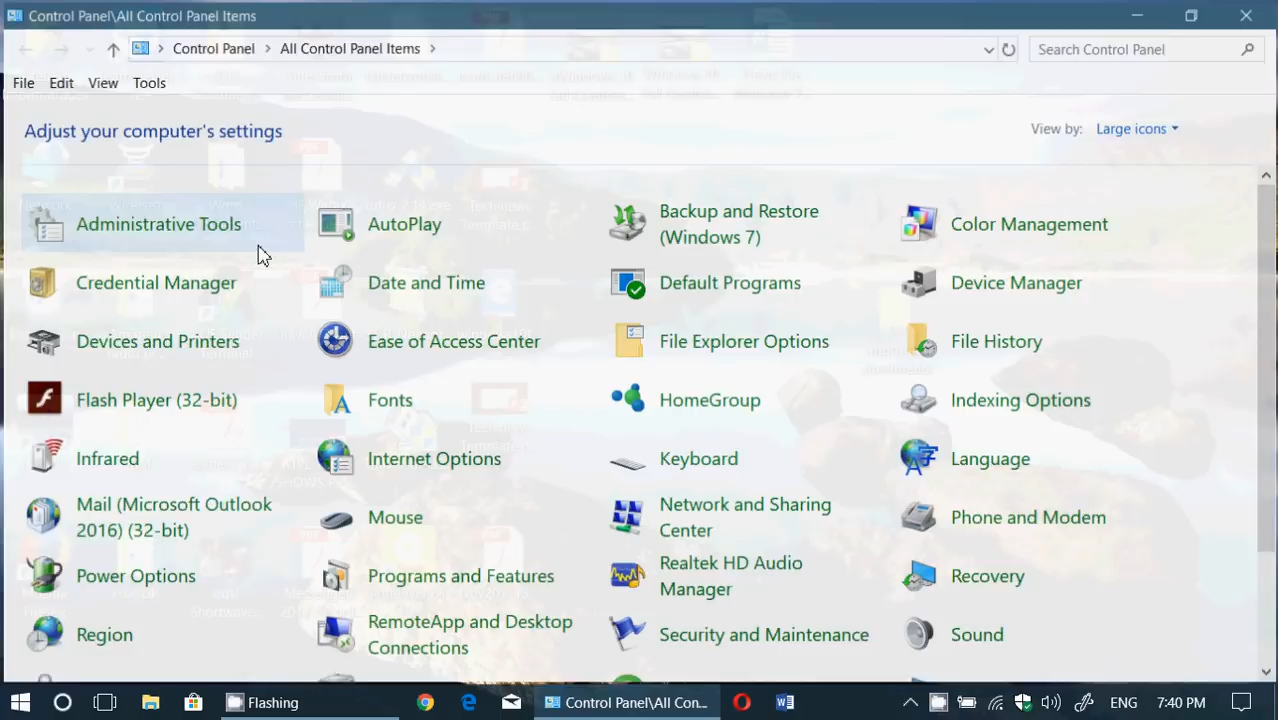 Control Panel\All Control Panel Items
Control Panel > All Control Panel Items >
Search Control Panel
File Edit View Tools
Adjust your computer's settings
View by: Large icons
Administrative Tools
AutoPlay
Backup and Restore
(Windows 7)
Color Management
Credential Manager
Date and Time
Default Programs
Device Manager
Devices and Printers
Ease of Access Center
File Explorer Options
File History
Flash Player (32-bit)
Fonts
HomeGroup
Indexing Options
Infrared
Internet Options
Keyboard
Language
Mail (Microsoft Outlook
2016) (32-bit)
Mouse
Network and Sharing
Center
Phone and Modem
Power Options
Programs and Features
Realtek HD Audio
Manager
Recovery
Region
RemoteApp and Desktop
Connections
Security and Maintenance
Sound
Flashing
Control Panel\All Con...
ENG
7:40 PM